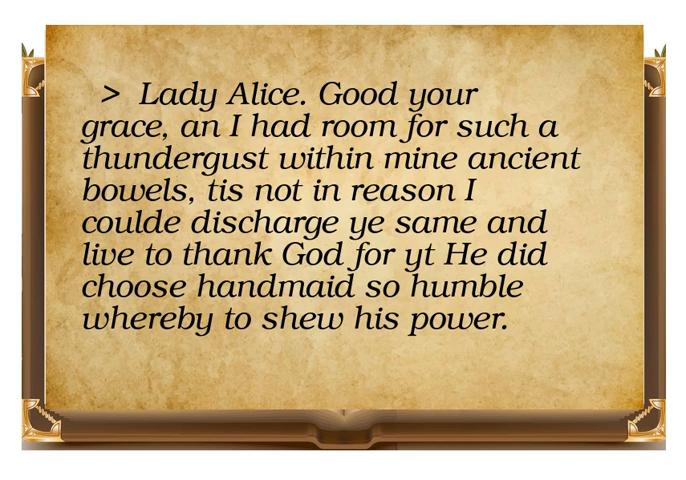 > Lady Alice. Good your
grace, an I had room for such a
thundergust within mine ancient
bowels, tis not in reason I
coulde discharge ye same and
live to thank God for yt He did
choose handmaid so humble
whereby to shew his power.